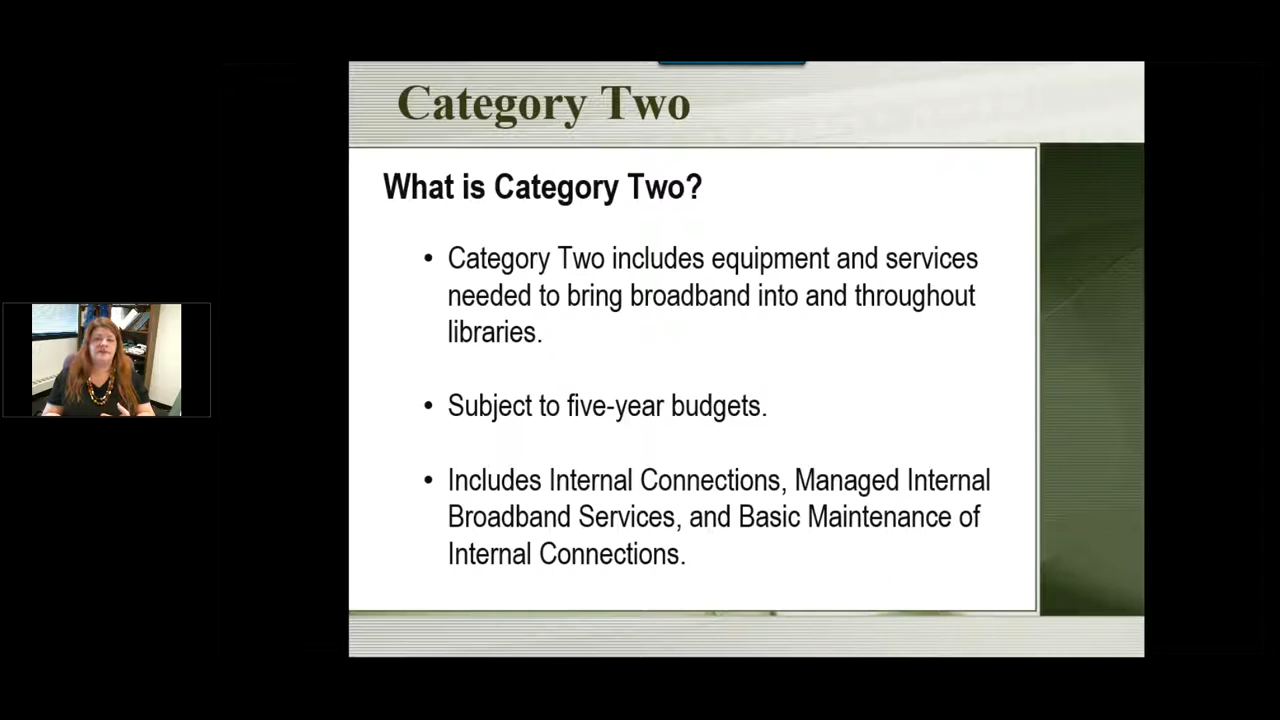 Category Two
What is Category Two?
• Category Two includes equipment and services
needed to bring broadband into and throughout
libraries.
• Subject to five-year budgets.
• Includes Internal Connections, Managed Internal
Broadband Services, and Basic Maintenance of
Internal Connections.